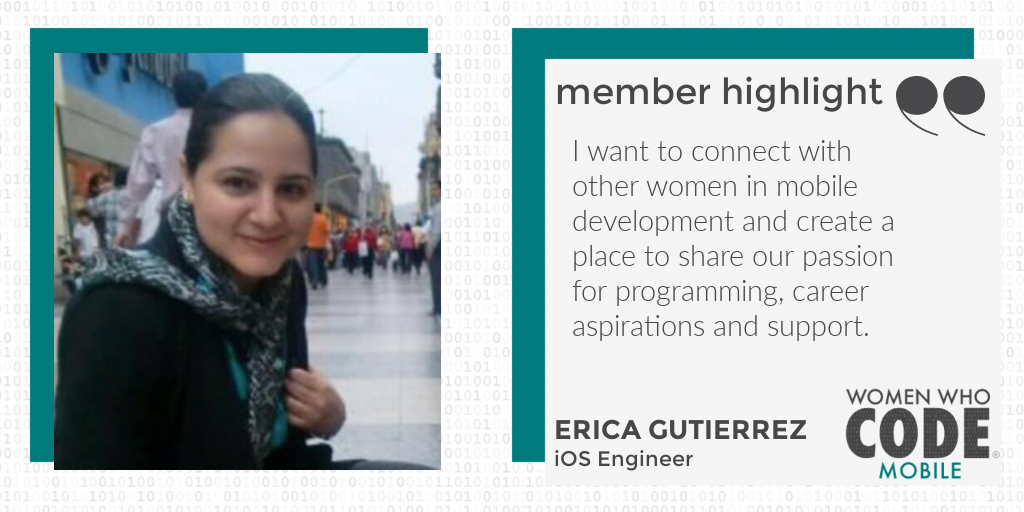 member highlight
I want to connect with
other women in mobile
development and create a
place to share our passion
for programming, career
aspirations and support.
ERICA GUTIERREZ
iOS Engineer
WOMEN WHO
CODE®
MOBILE